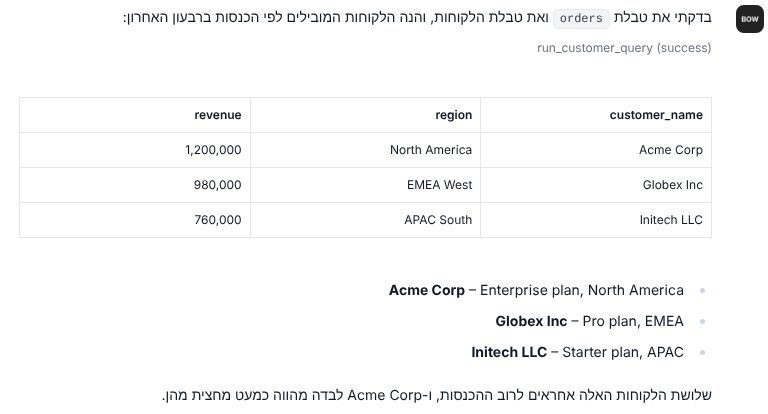 BOW
בדקתי את טבלת orders ואת טבלת הלקוחות, והנה הלקוחות המובילים לפי הכנסות ברבעון האחרון:
run_customer_query (success)
customer_name region revenue
Acme Corp North America 1,200,000
Globex Inc EMEA West 980,000
Initech LLC APAC South 760,000
Acme Corp – Enterprise plan, North America
Globex Inc – Pro plan, EMEA
Initech LLC – Starter plan, APAC
שלושת הלקוחות האלה אחראים לרוב ההכנסות, ו-Acme Corp לבדה מהווה כמעט מחצית מהן.